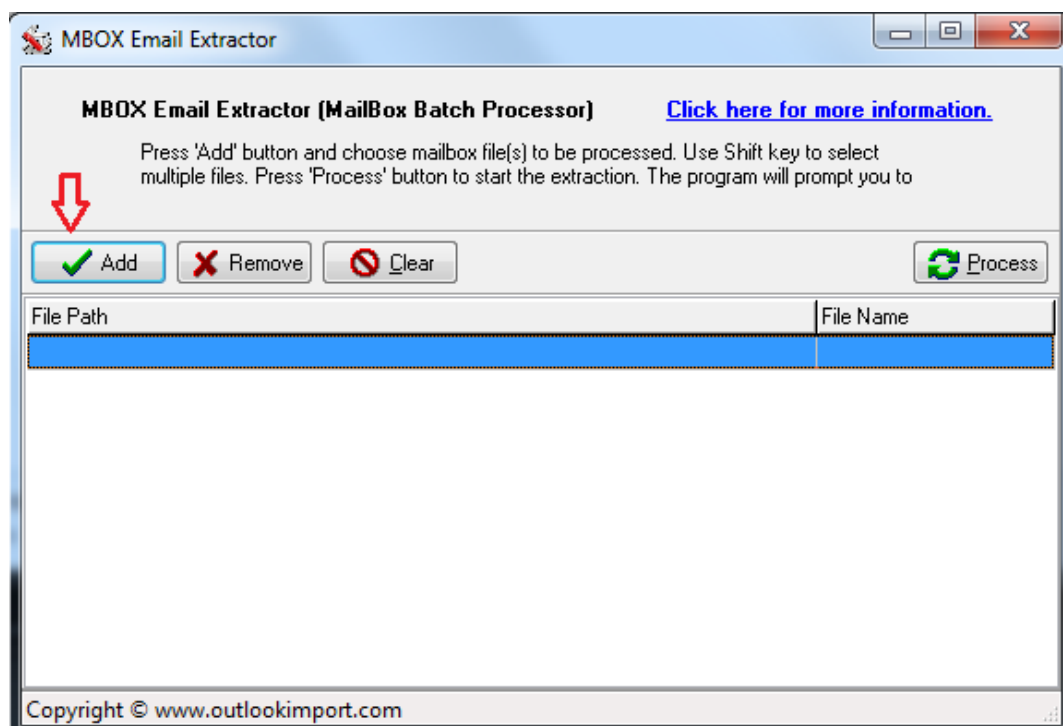 MBOX Email Extractor
MBOX Email Extractor (MailBox Batch Processor) Click here for more information.
Press 'Add' button and choose mailbox file(s) to be processed. Use Shift key to select
multiple files. Press 'Process' button to start the extraction. The program will prompt you to
Add Remove Clear Process
File Path File Name
Copyright © www.outlookimport.com